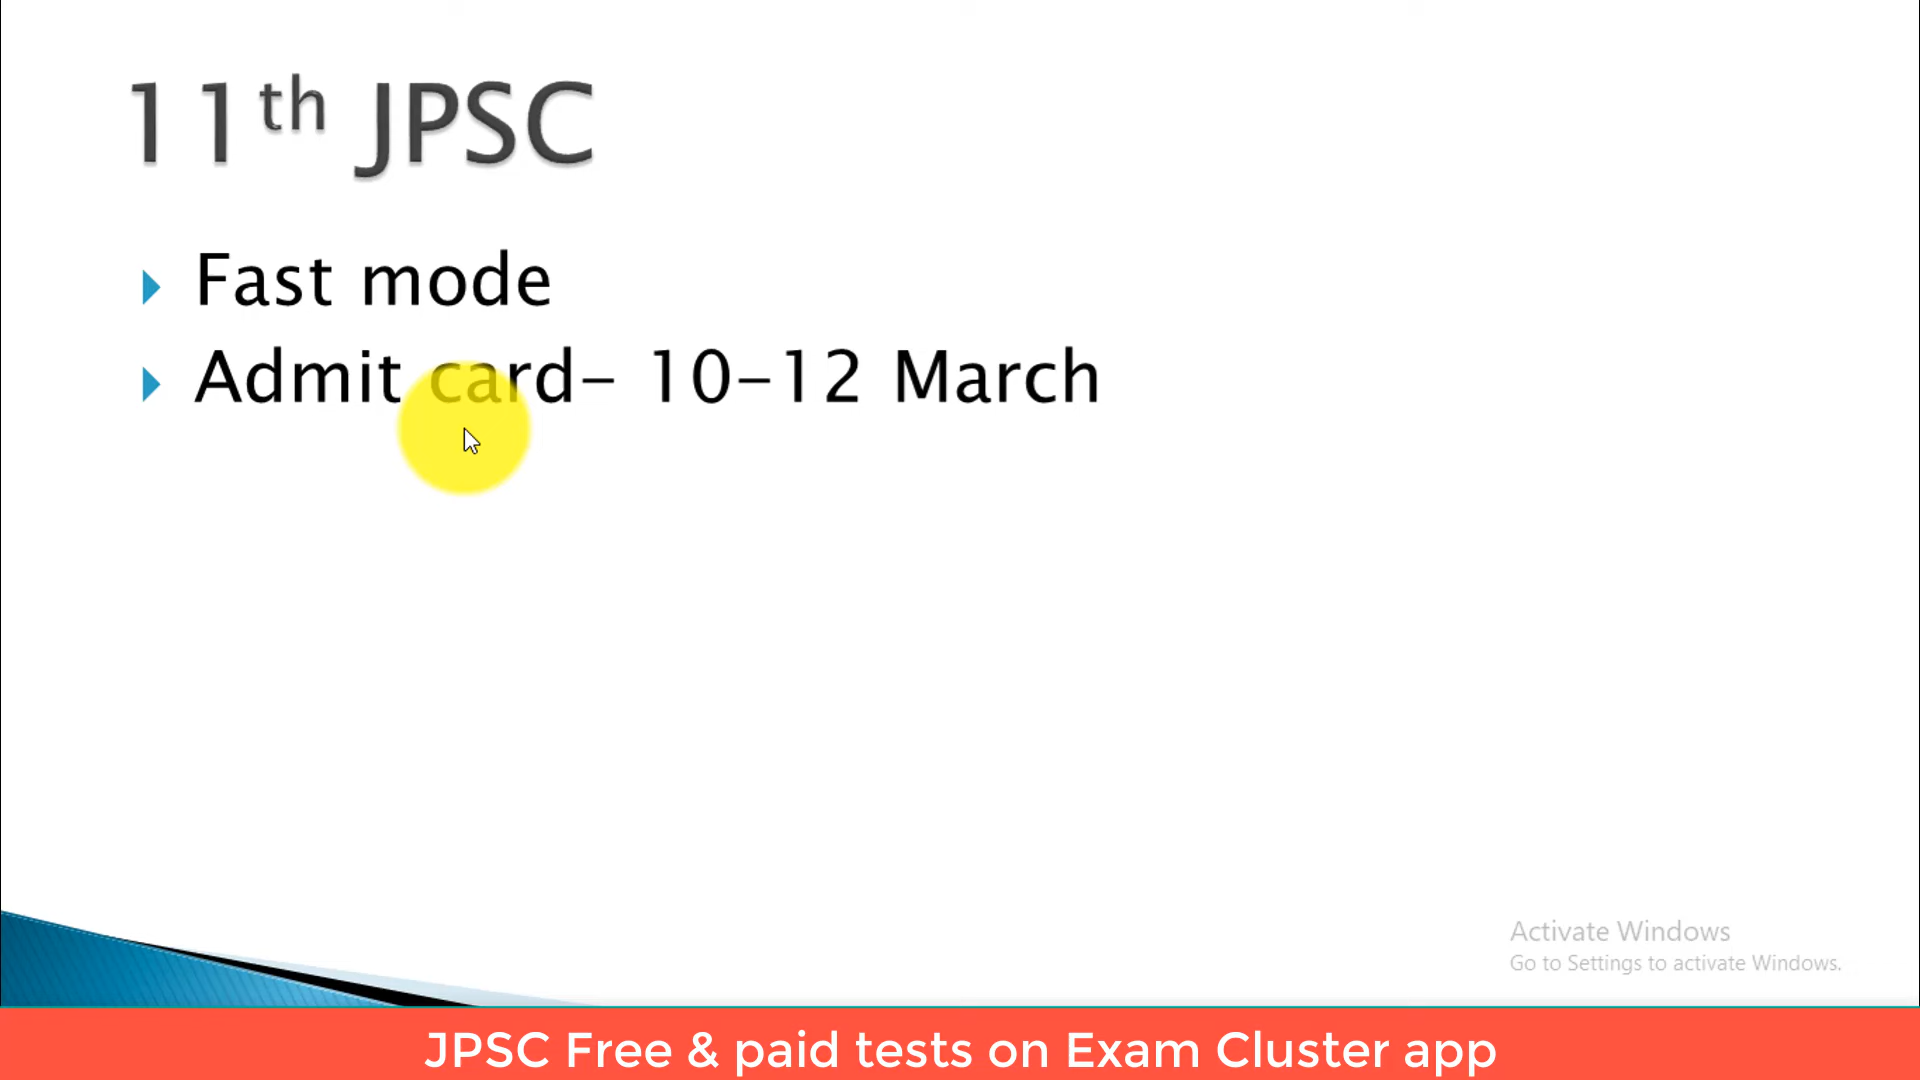 11th JPSC
Fast mode
Admit card- 10-12 March
Activate Windows
Go to Settings to activate Windows.
JPSC Free & paid tests on Exam Cluster app